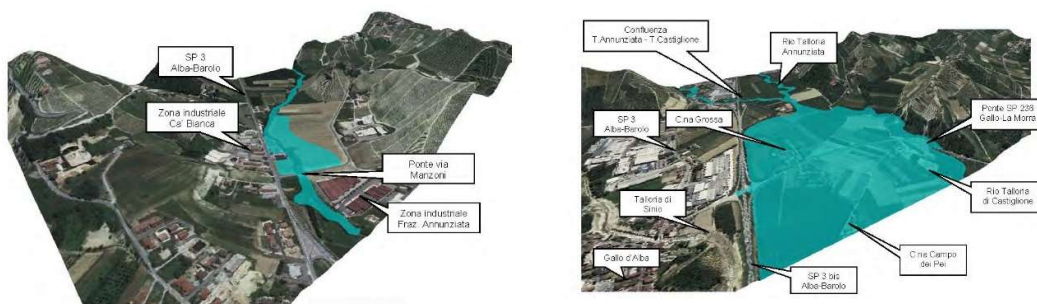 SP 3
Alba-Barolo
Zona industriale
Ca' Bianca
Ponte via
Manzoni
Zona industriale
Fraz. Annunziata
Confluenza
T.Annunziata - T.Castiglione
Rio Talloria
Annunziata
SP 3
Alba-Barolo
C.na Grossa
Ponte SP 236
Gallo-La Morra
Talloria di
Sinio
Rio Talloria
di Castiglione
Gallo d'Alba
SP 3 bis
Alba-Barolo
C.na Campo
dei Pei